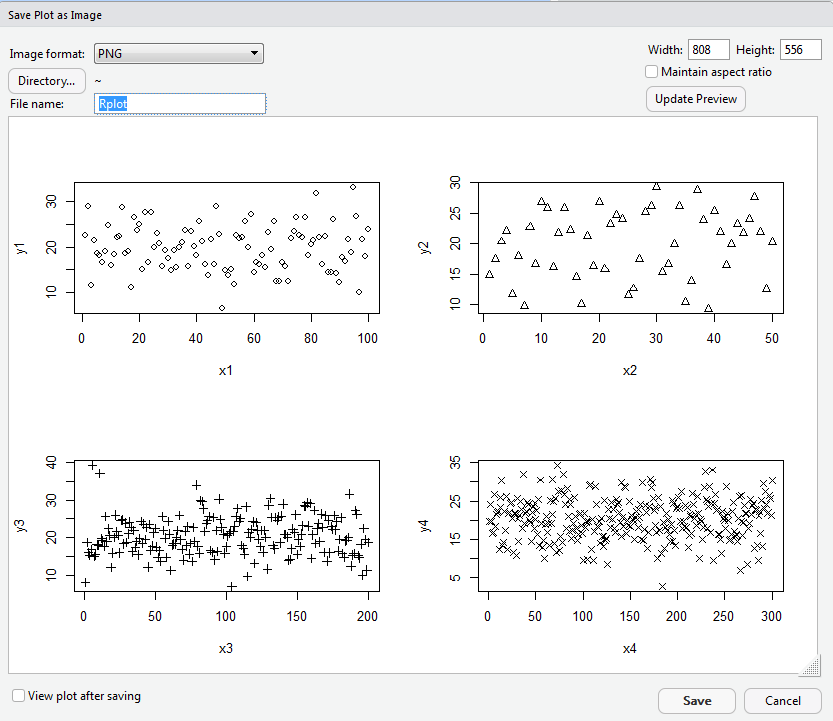 Save Plot as Image
Image format: PNG
Width: 808 Height: 556
Directory... ~
Maintain aspect ratio
File name: Rplot
Update Preview
y1
30
20
10
0 20 40 60 80 100
x1
y2
30
25
20
15
10
0 10 20 30 40 50
x2
y3
40
30
20
10
0 50 100 150 200
x3
y4
35
25
15
5
0 50 100 150 200 250 300
x4
View plot after saving
Save Cancel